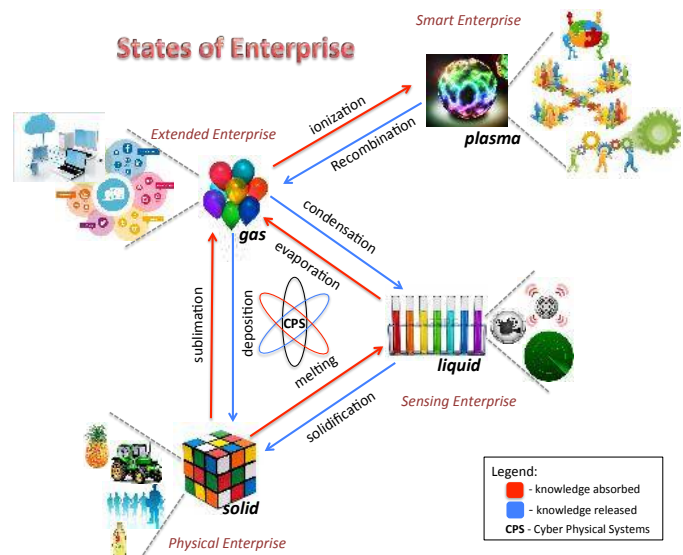 States of Enterprise
Smart Enterprise
plasma
ionization
Recombination
Extended Enterprise
gas
condensation
evaporation
sublimation
deposition
CPS
melting
solidification
liquid
Sensing Enterprise
solid
Physical Enterprise
Legend:
- knowledge absorbed
- knowledge released
CPS - Cyber Physical Systems